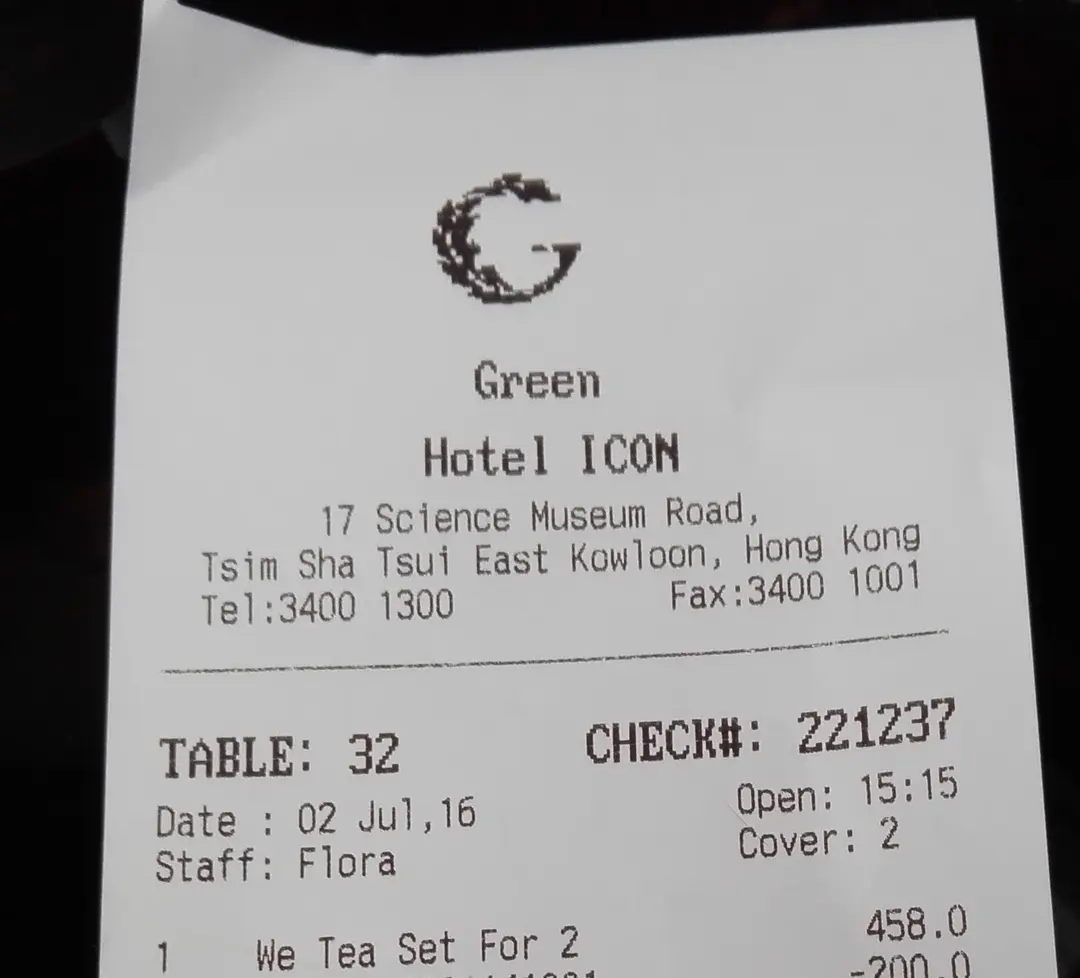 G
Green
Hotel ICON
17 Science Museum Road,
Tsim Sha Tsui East Kowloon, Hong Kong
Tel:3400 1300 Fax:3400 1001
TABLE: 32 CHECK#: 221237
Date : 02 Jul,16 Open: 15:15
Staff: Flora Cover: 2
1 We Tea Set For 2 458.0
-200.0